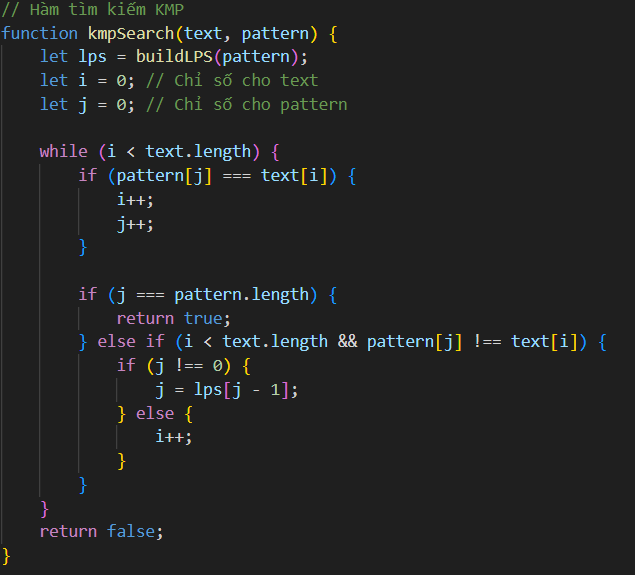 // Hàm tìm kiếm KMP
function kmpSearch(text, pattern) {
    let lps = buildLPS(pattern);
    let i = 0; // Chỉ số cho text
    let j = 0; // Chỉ số cho pattern

    while (i < text.length) {
        if (pattern[j] === text[i]) {
            i++;
            j++;
        }

        if (j === pattern.length) {
            return true;
        } else if (i < text.length && pattern[j] !== text[i]) {
            if (j !== 0) {
                j = lps[j - 1];
            } else {
                i++;
            }
        }
    }
    return false;
}